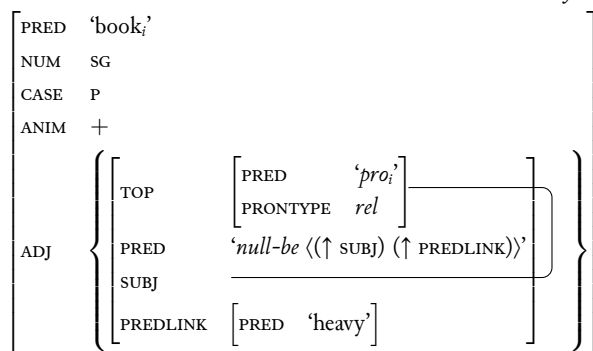 PRED ‘bookᵢ’
NUM SG
CASE P
ANIM +
ADJ
TOP
PRED ‘proᵢ’
PRONTYPE rel
PRED ‘null-be ⟨(↑ SUBJ) (↑ PREDLINK)⟩’
SUBJ
PREDLINK PRED ‘heavy’